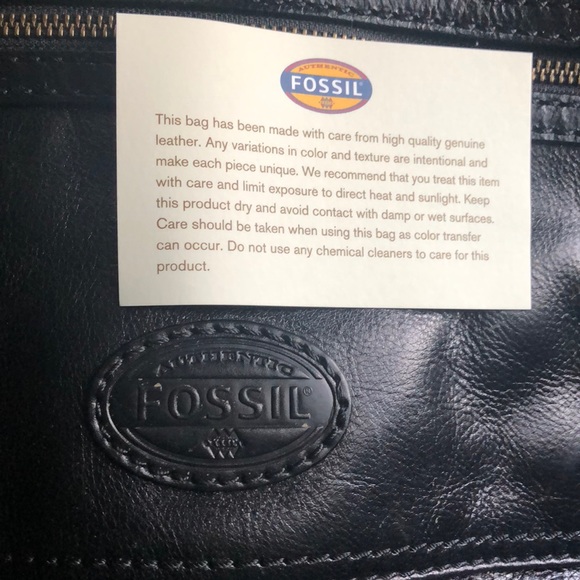 AUTHENTIC
FOSSIL
This bag has been made with care from high quality genuine
leather. Any variations in color and texture are intentional and
make each piece unique. We recommend that you treat this item
with care and limit exposure to direct heat and sunlight. Keep
this product dry and avoid contact with damp or wet surfaces.
Care should be taken when using this bag as color transfer
can occur. Do not use any chemical cleaners to care for this
product.
AUTHENTIC
FOSSIL®